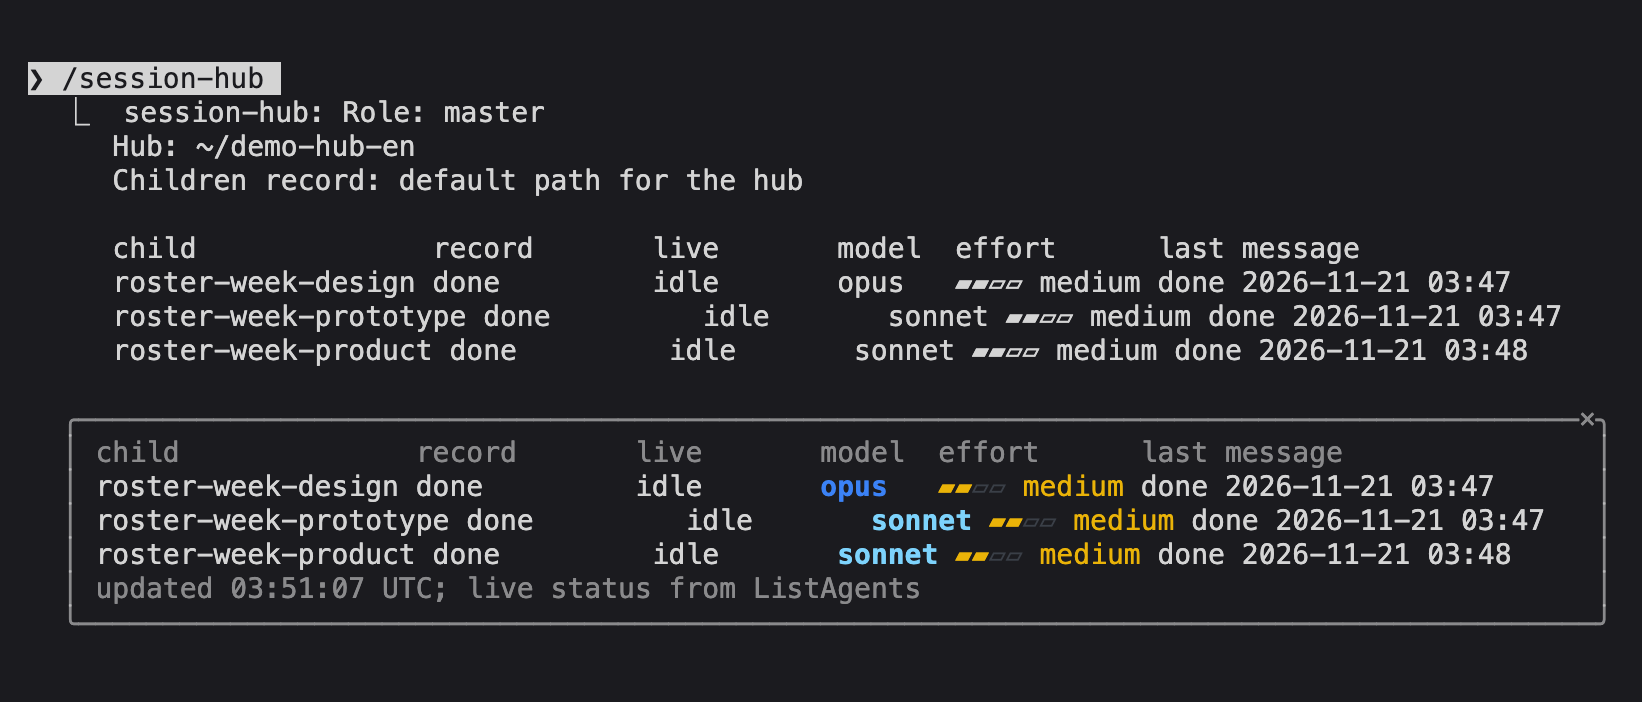 ❯ /session-hub
⎿ session-hub: Role: master
Hub: ~/demo-hub-en
Children record: default path for the hub
child record live model effort last message
roster-week-design done idle opus ▰▰▱▱ medium done 2026-11-21 03:47
roster-week-prototype done idle sonnet ▰▰▱▱ medium done 2026-11-21 03:47
roster-week-product done idle sonnet ▰▰▱▱ medium done 2026-11-21 03:48
×
child record live model effort last message
roster-week-design done idle opus ▰▰▱▱ medium done 2026-11-21 03:47
roster-week-prototype done idle sonnet ▰▰▱▱ medium done 2026-11-21 03:47
roster-week-product done idle sonnet ▰▰▱▱ medium done 2026-11-21 03:48
updated 03:51:07 UTC; live status from ListAgents